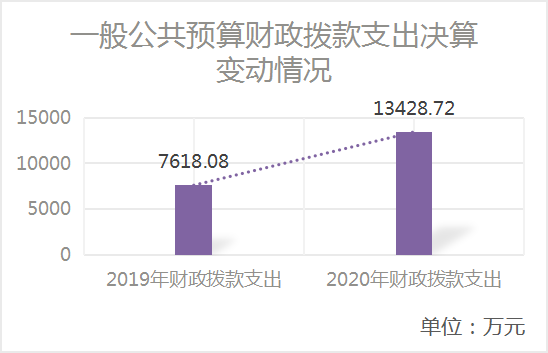 一般公共预算财政拨款支出决算
变动情况
15000
13428.72
10000
7618.08
5000
0
2019年财政拨款支出
2020年财政拨款支出
单位：万元